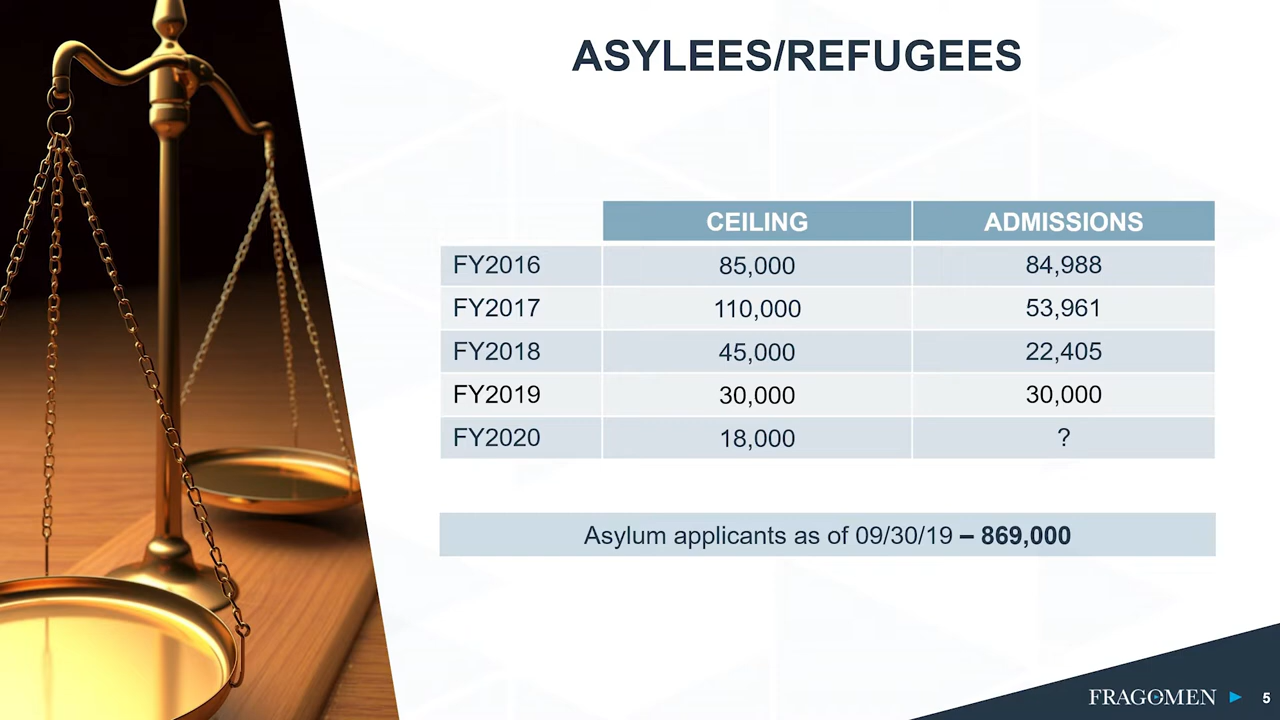 ASYLEES/REFUGEES
CEILING ADMISSIONS
FY2016 85,000 84,988
FY2017 110,000 53,961
FY2018 45,000 22,405
FY2019 30,000 30,000
FY2020 18,000 ?
Asylum applicants as of 09/30/19 – 869,000
FRAGOMEN 5